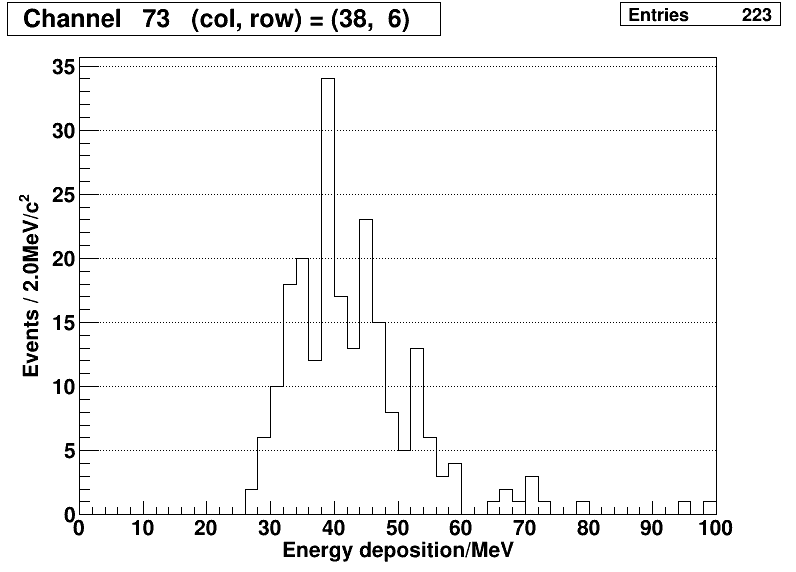 Channel 73 (col, row) = (38, 6)
Entries 223
Events / 2.0MeV/c²
35
30
25
20
15
10
5
0
0 10 20 30 40 50 60 70 80 90 100
Energy deposition/MeV